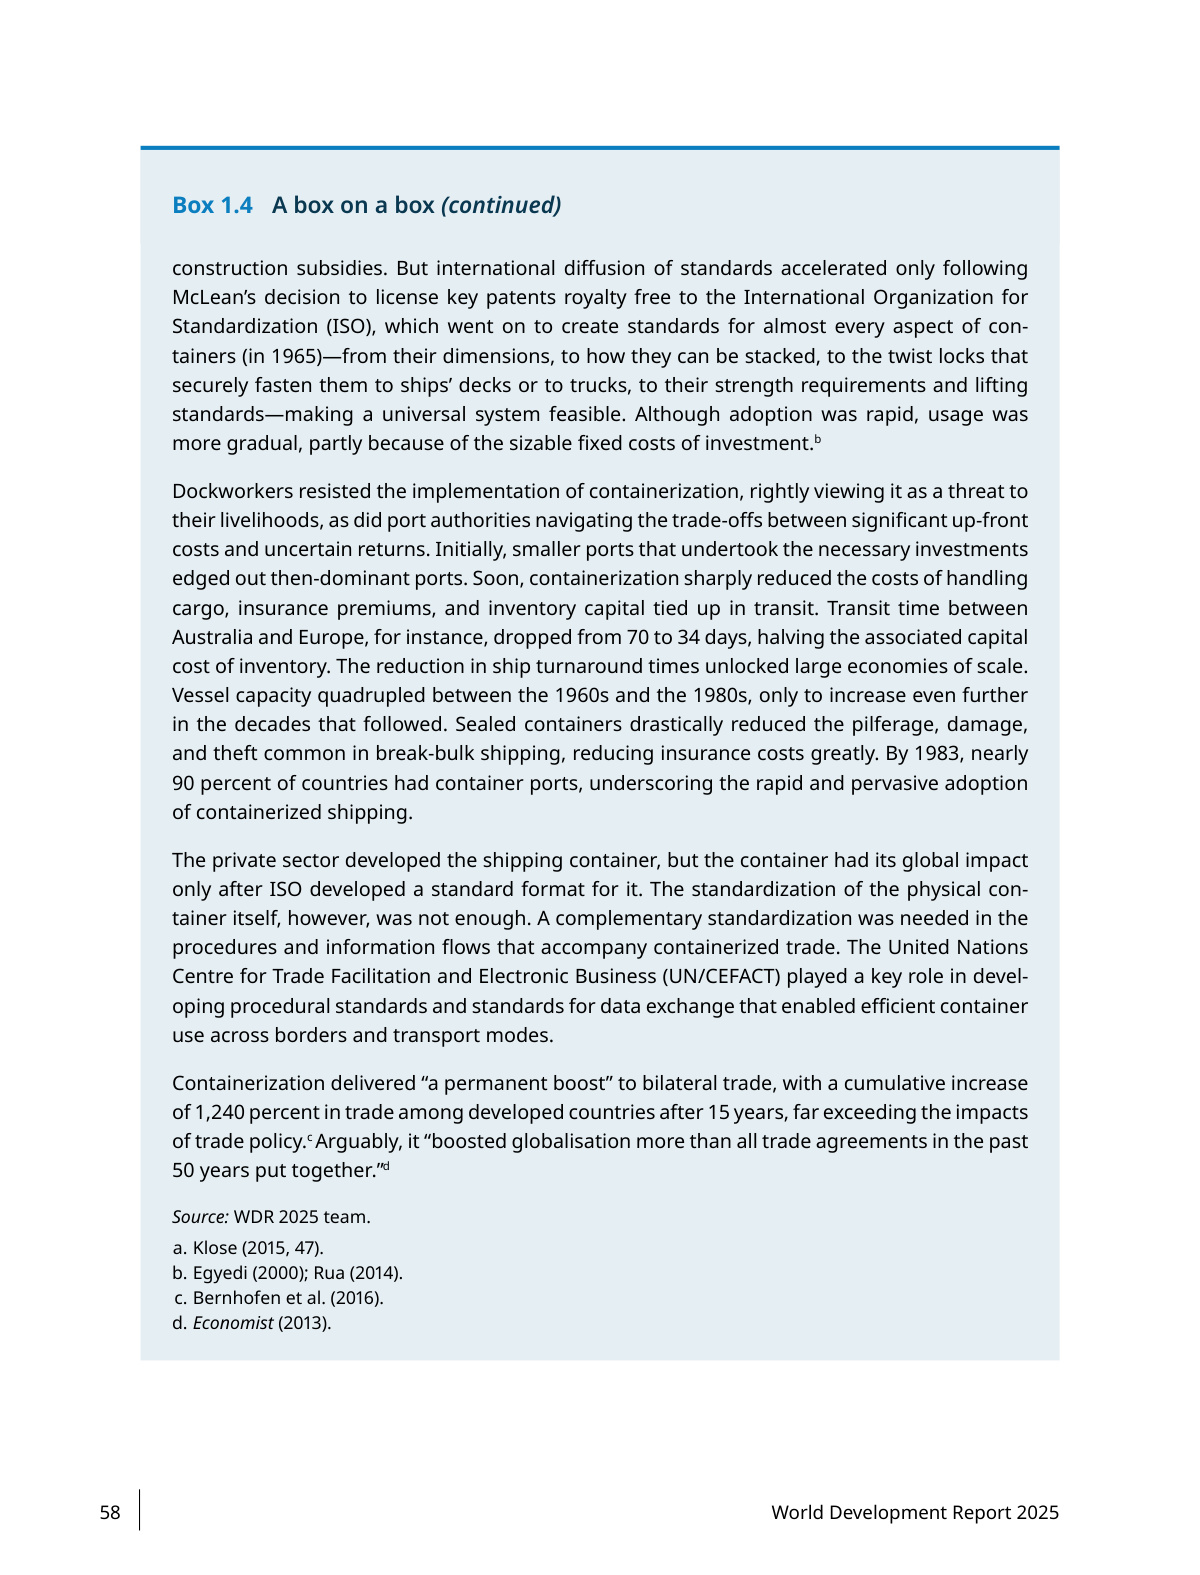 Box 1.4 A box on a box (continued)
construction subsidies. But international diffusion of standards accelerated only following
McLean’s decision to license key patents royalty free to the International Organization for
Standardization (ISO), which went on to create standards for almost every aspect of con-
tainers (in 1965)—from their dimensions, to how they can be stacked, to the twist locks that
securely fasten them to ships’ decks or to trucks, to their strength requirements and lifting
standards—making a universal system feasible. Although adoption was rapid, usage was
more gradual, partly because of the sizable fixed costs of investment.b
Dockworkers resisted the implementation of containerization, rightly viewing it as a threat to
their livelihoods, as did port authorities navigating the trade-offs between significant up-front
costs and uncertain returns. Initially, smaller ports that undertook the necessary investments
edged out then-dominant ports. Soon, containerization sharply reduced the costs of handling
cargo, insurance premiums, and inventory capital tied up in transit. Transit time between
Australia and Europe, for instance, dropped from 70 to 34 days, halving the associated capital
cost of inventory. The reduction in ship turnaround times unlocked large economies of scale.
Vessel capacity quadrupled between the 1960s and the 1980s, only to increase even further
in the decades that followed. Sealed containers drastically reduced the pilferage, damage,
and theft common in break-bulk shipping, reducing insurance costs greatly. By 1983, nearly
90 percent of countries had container ports, underscoring the rapid and pervasive adoption
of containerized shipping.
The private sector developed the shipping container, but the container had its global impact
only after ISO developed a standard format for it. The standardization of the physical con-
tainer itself, however, was not enough. A complementary standardization was needed in the
procedures and information flows that accompany containerized trade. The United Nations
Centre for Trade Facilitation and Electronic Business (UN/CEFACT) played a key role in devel-
oping procedural standards and standards for data exchange that enabled efficient container
use across borders and transport modes.
Containerization delivered “a permanent boost” to bilateral trade, with a cumulative increase
of 1,240 percent in trade among developed countries after 15 years, far exceeding the impacts
of trade policy.c Arguably, it “boosted globalisation more than all trade agreements in the past
50 years put together.”d
Source: WDR 2025 team.
a. Klose (2015, 47).
b. Egyedi (2000); Rua (2014).
c. Bernhofen et al. (2016).
d. Economist (2013).
58
World Development Report 2025